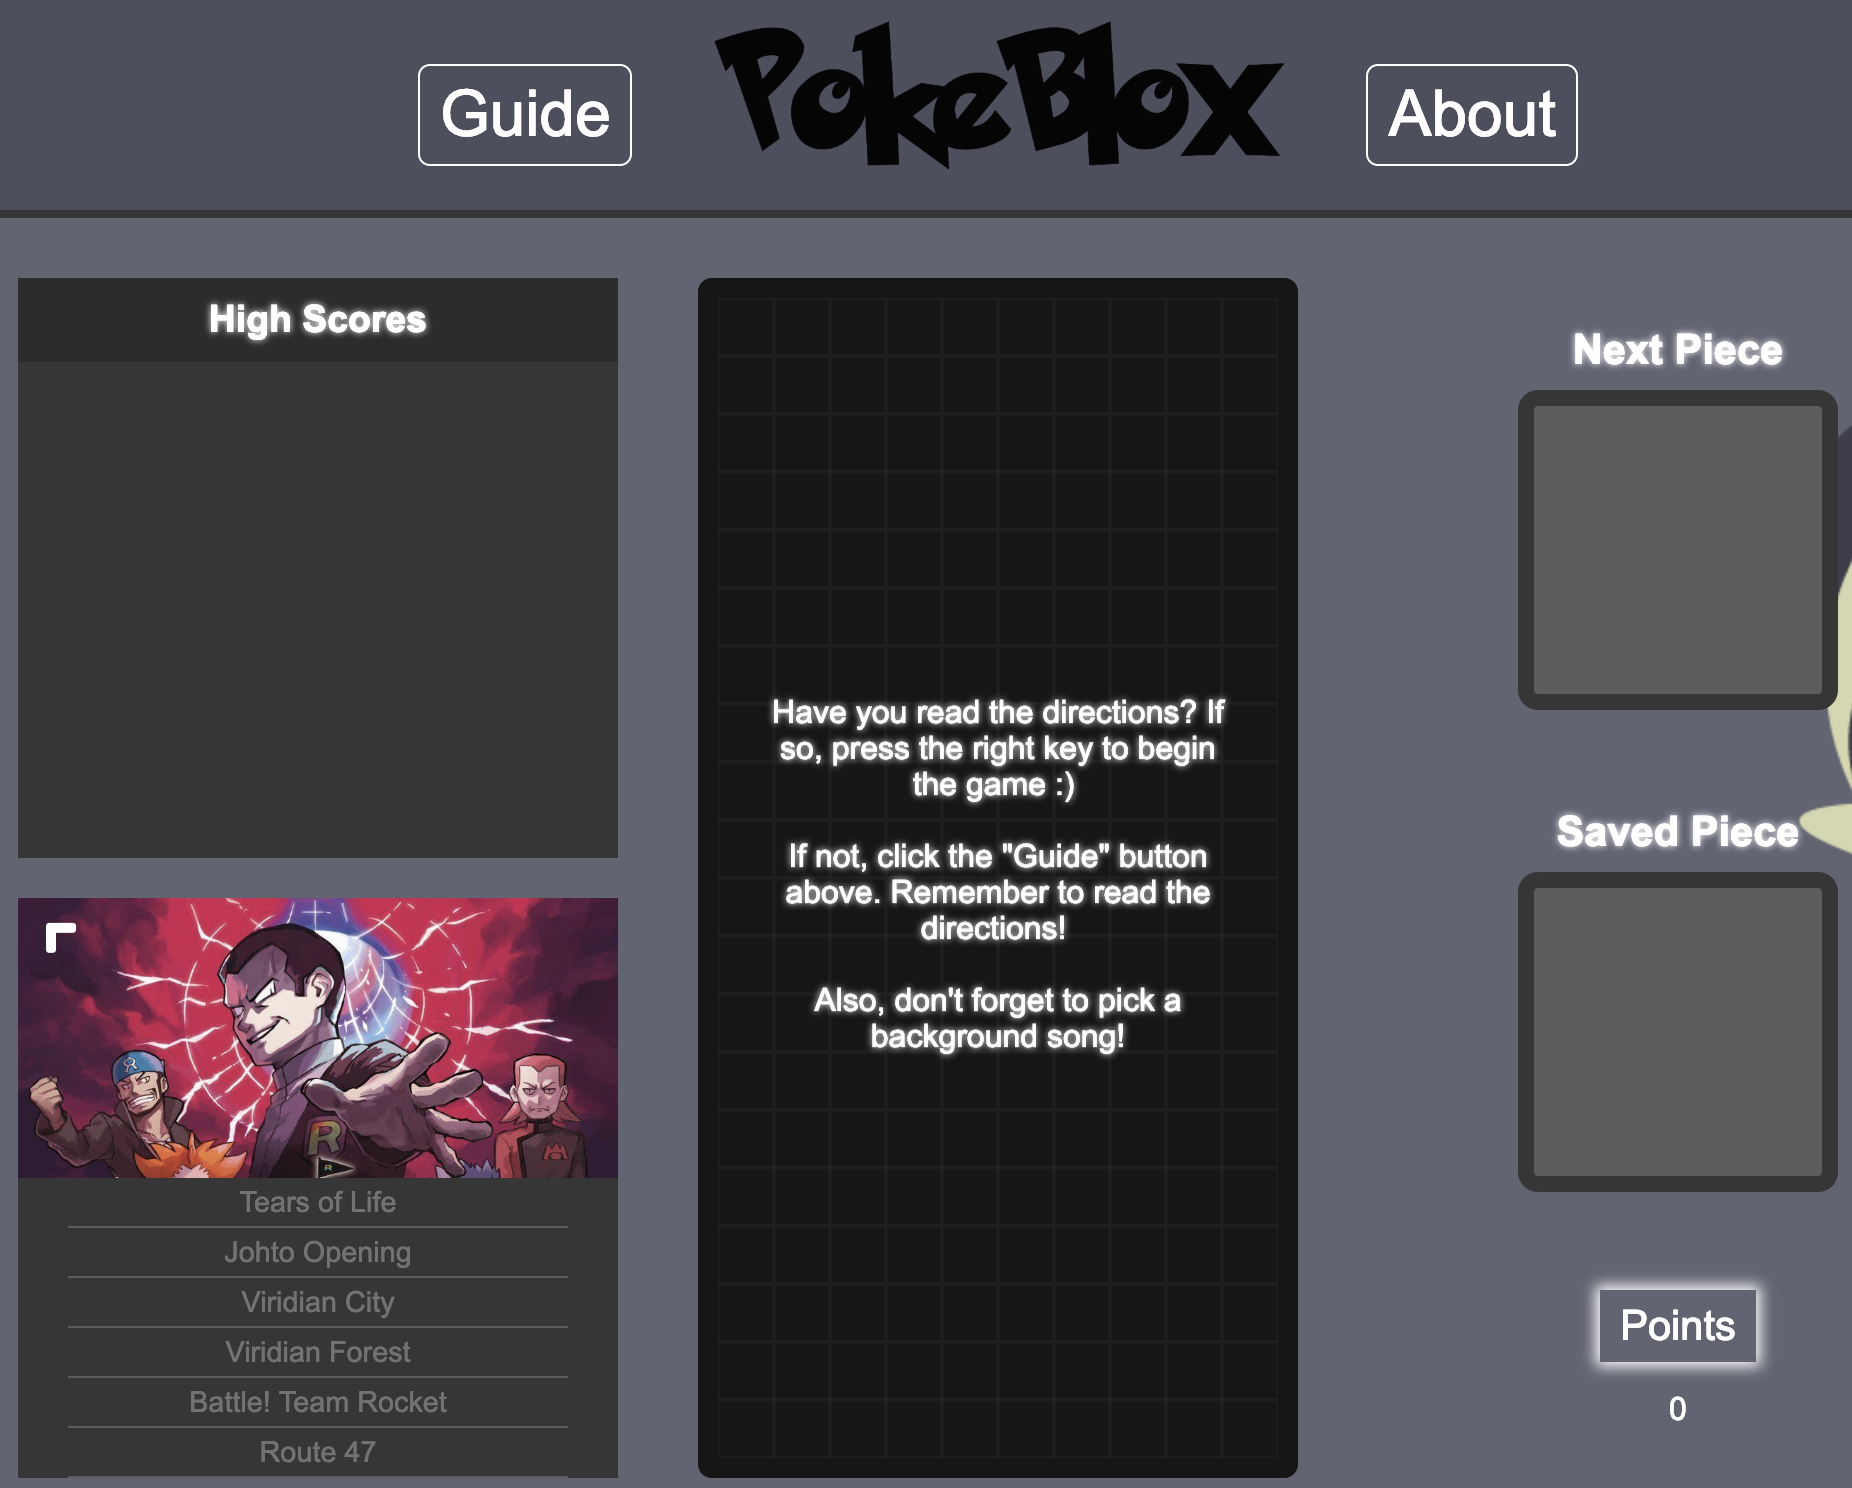 Guide
PokeBlox
About
High Scores
Next Piece
Have you read the directions? If
so, press the right key to begin
the game :)
If not, click the "Guide" button
above. Remember to read the
directions!
Also, don't forget to pick a
background song!
Saved Piece
R
R
R
Tears of Life
Johto Opening
Viridian City
Viridian Forest
Battle! Team Rocket
Route 47
Points
0